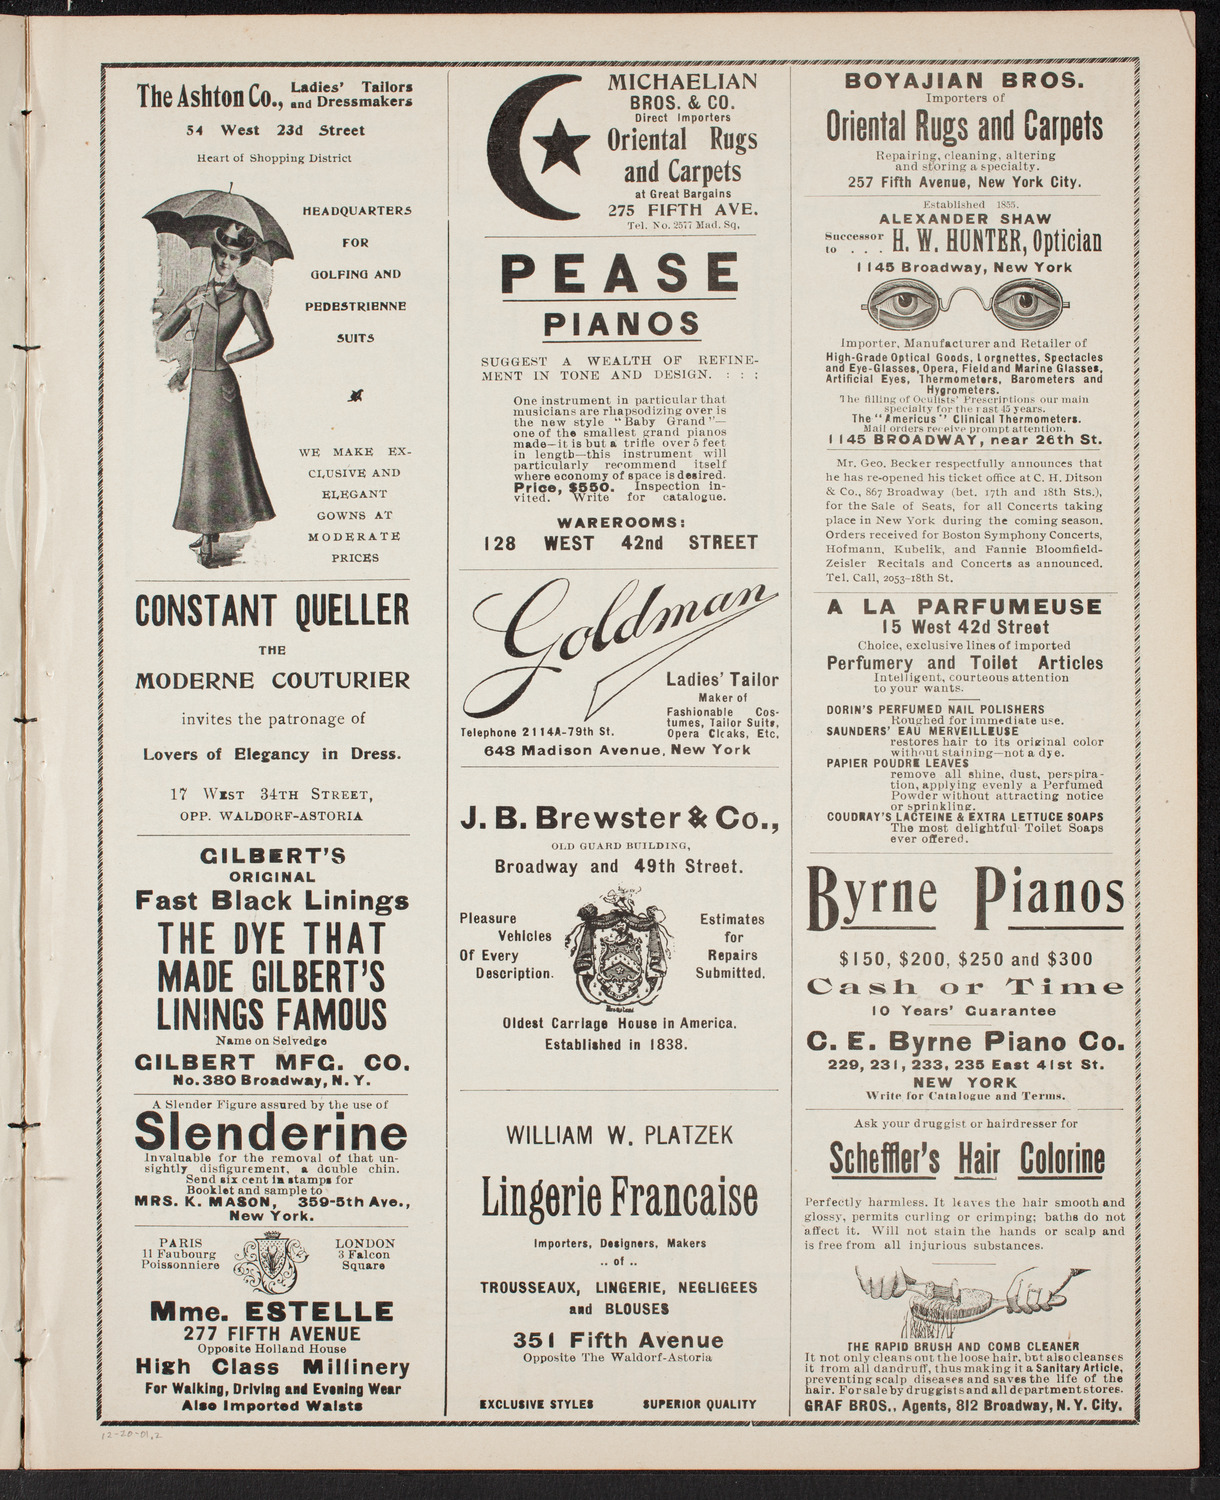 The Ashton Co., Ladies' Tailors and Dressmakers
54 West 23d Street
Heart of Shopping District
HEADQUARTERS
FOR
GOLFING AND
PEDESTRIENNE
SUITS
WE MAKE EX-
CLUSIVE AND
ELEGANT
GOWNS AT
MODERATE
PRICES
CONSTANT QUELLER
THE
MODERNE COUTURIER
invites the patronage of
Lovers of Elegancy in Dress.
17 WEST 34TH STREET,
OPP. WALDORF-ASTORIA
GILBERT'S
ORIGINAL
Fast Black Linings
THE DYE THAT
MADE GILBERT'S
LININGS FAMOUS
Name on Selvedge
GILBERT MFG. CO.
No. 380 Broadway, N. Y.
A Slender Figure assured by the use of
Slenderine
Invaluable for the removal of that un-
sightly disfigurement, a double chin.
Send six cent in stamps for
Booklet and sample to
MRS. K. MASON, 359-5th Ave.,
New York.
PARIS
11 Faubourg
Poissonniere
LONDON
3 Falcon
Square
Mme. ESTELLE
277 FIFTH AVENUE
Opposite Holland House
High Class Millinery
For Walking, Driving and Evening Wear
Also Imported Waists
MICHAELIAN
BROS. & CO.
Direct Importers
Oriental Rugs
and Carpets
at Great Bargains
275 FIFTH AVE.
Tel. No. 2577 Mad. Sq.
PEASE
PIANOS
SUGGEST A WEALTH OF REFINE-
MENT IN TONE AND DESIGN. : : :
One instrument in particular that
musicians are rhapsodizing over is
the new style "Baby Grand"—
one of the smallest grand pianos
made—it is but a trifle over 5 feet
in length—this instrument will
particularly recommend itself
where economy of space is desired.
Price, $550. Inspection in-
vited. Write for catalogue.
WAREROOMS:
128 WEST 42nd STREET
Goldman
Ladies' Tailor
Maker of
Fashionable Cos-
tumes, Tailor Suits,
Opera Cloaks, Etc.
Telephone 2114A-79th St.
648 Madison Avenue, New York
J. B. Brewster & Co.,
OLD GUARD BUILDING,
Broadway and 49th Street.
Pleasure
Vehicles
Of Every
Description.
Estimates
for
Repairs
Submitted.
Oldest Carriage House in America.
Established in 1838.
WILLIAM W. PLATZEK
Lingerie Francaise
Importers, Designers, Makers
.. of ..
TROUSSEAUX, LINGERIE, NEGLIGEES
and BLOUSES
351 Fifth Avenue
Opposite The Waldorf-Astoria
EXCLUSIVE STYLES SUPERIOR QUALITY
BOYAJIAN BROS.
Importers of
Oriental Rugs and Carpets
Repairing, cleaning, altering
and storing a specialty.
257 Fifth Avenue, New York City.
Established 1855.
ALEXANDER SHAW
Successor to . . . H. W. HUNTER, Optician
1145 Broadway, New York
Importer, Manufacturer and Retailer of
High-Grade Optical Goods, Lorgnettes, Spectacles
and Eye-Glasses, Opera, Field and Marine Glasses,
Artificial Eyes, Thermometers, Barometers and
Hygrometers.
The filling of Oculists' Prescriptions our main
specialty for the past 45 years.
The "Americus" Clinical Thermometers.
Mail orders receive prompt attention.
1145 BROADWAY, near 26th St.
Mr. Geo. Becker respectfully announces that
he has re-opened his ticket office at C. H. Ditson
& Co., 867 Broadway (bet. 17th and 18th Sts.),
for the Sale of Seats, for all Concerts taking
place in New York during the coming season.
Orders received for Boston Symphony Concerts,
Hofmann, Kubelik, and Fannie Bloomfield-
Zeisler Recitals and Concerts as announced.
Tel. Call, 2053-18th St.
A LA PARFUMEUSE
15 West 42d Street
Choice, exclusive lines of imported
Perfumery and Toilet Articles
Intelligent, courteous attention
to your wants.
DORIN'S PERFUMED NAIL POLISHERS
Roughed for immediate use.
SAUNDERS' EAU MERVEILLEUSE
restores hair to its original color
without staining—not a dye.
PAPIER POUDRE LEAVES
remove all shine, dust, perspira-
tion, applying evenly a Perfumed
Powder without attracting notice
or sprinkling.
COUDRAY'S LACTEINE & EXTRA LETTUCE SOAPS
The most delightful Toilet Soaps
ever offered.
Byrne Pianos
$150, $200, $250 and $300
Cash or Time
10 Years' Guarantee
C. E. Byrne Piano Co.
229, 231, 233, 235 East 41st St.
NEW YORK
Write for Catalogue and Terms.
Ask your druggist or hairdresser for
Scheffler's Hair Colorine
Perfectly harmless. It leaves the hair smooth and
glossy, permits curling or crimping; baths do not
affect it. Will not stain the hands or scalp and
is free from all injurious substances.
THE RAPID BRUSH AND COMB CLEANER
It not only cleans out the loose hair, but also cleanses
it from all dandruff, thus making it a Sanitary Article,
preventing scalp diseases and saves the life of the
hair. For sale by druggists and all department stores.
GRAF BROS., Agents, 812 Broadway, N. Y. City.
12-20-01.2